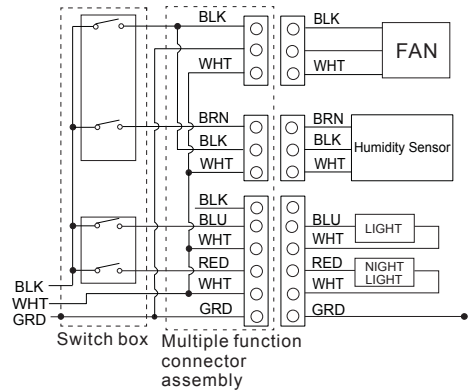 BLK
BLK
FAN
WHT
WHT
BRN
BRN
BLK
BLK
Humidity Sensor
WHT
WHT
BLK
BLU
BLU
LIGHT
WHT
WHT
RED
RED
NIGHT
LIGHT
BLK
WHT
WHT
WHT
GRD
GRD
GRD
Switch box
Multiple function
connector
assembly